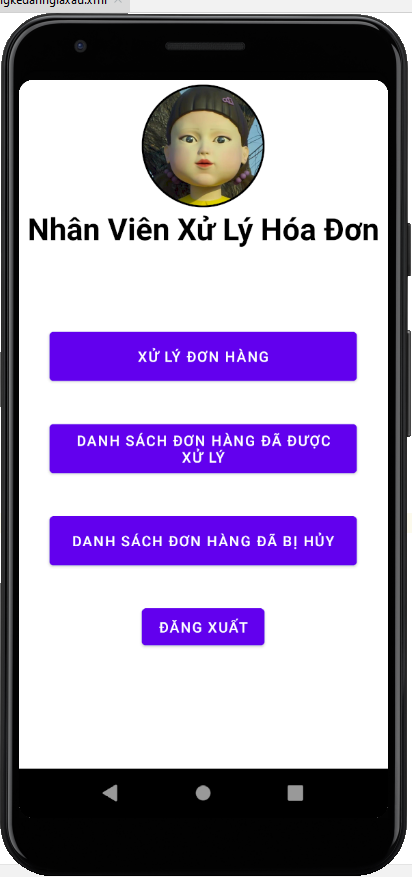 Nhân Viên Xử Lý Hóa Đơn
XỬ LÝ ĐƠN HÀNG
DANH SÁCH ĐƠN HÀNG ĐÃ ĐƯỢC
XỬ LÝ
DANH SÁCH ĐƠN HÀNG ĐÃ BỊ HỦY
ĐĂNG XUẤT